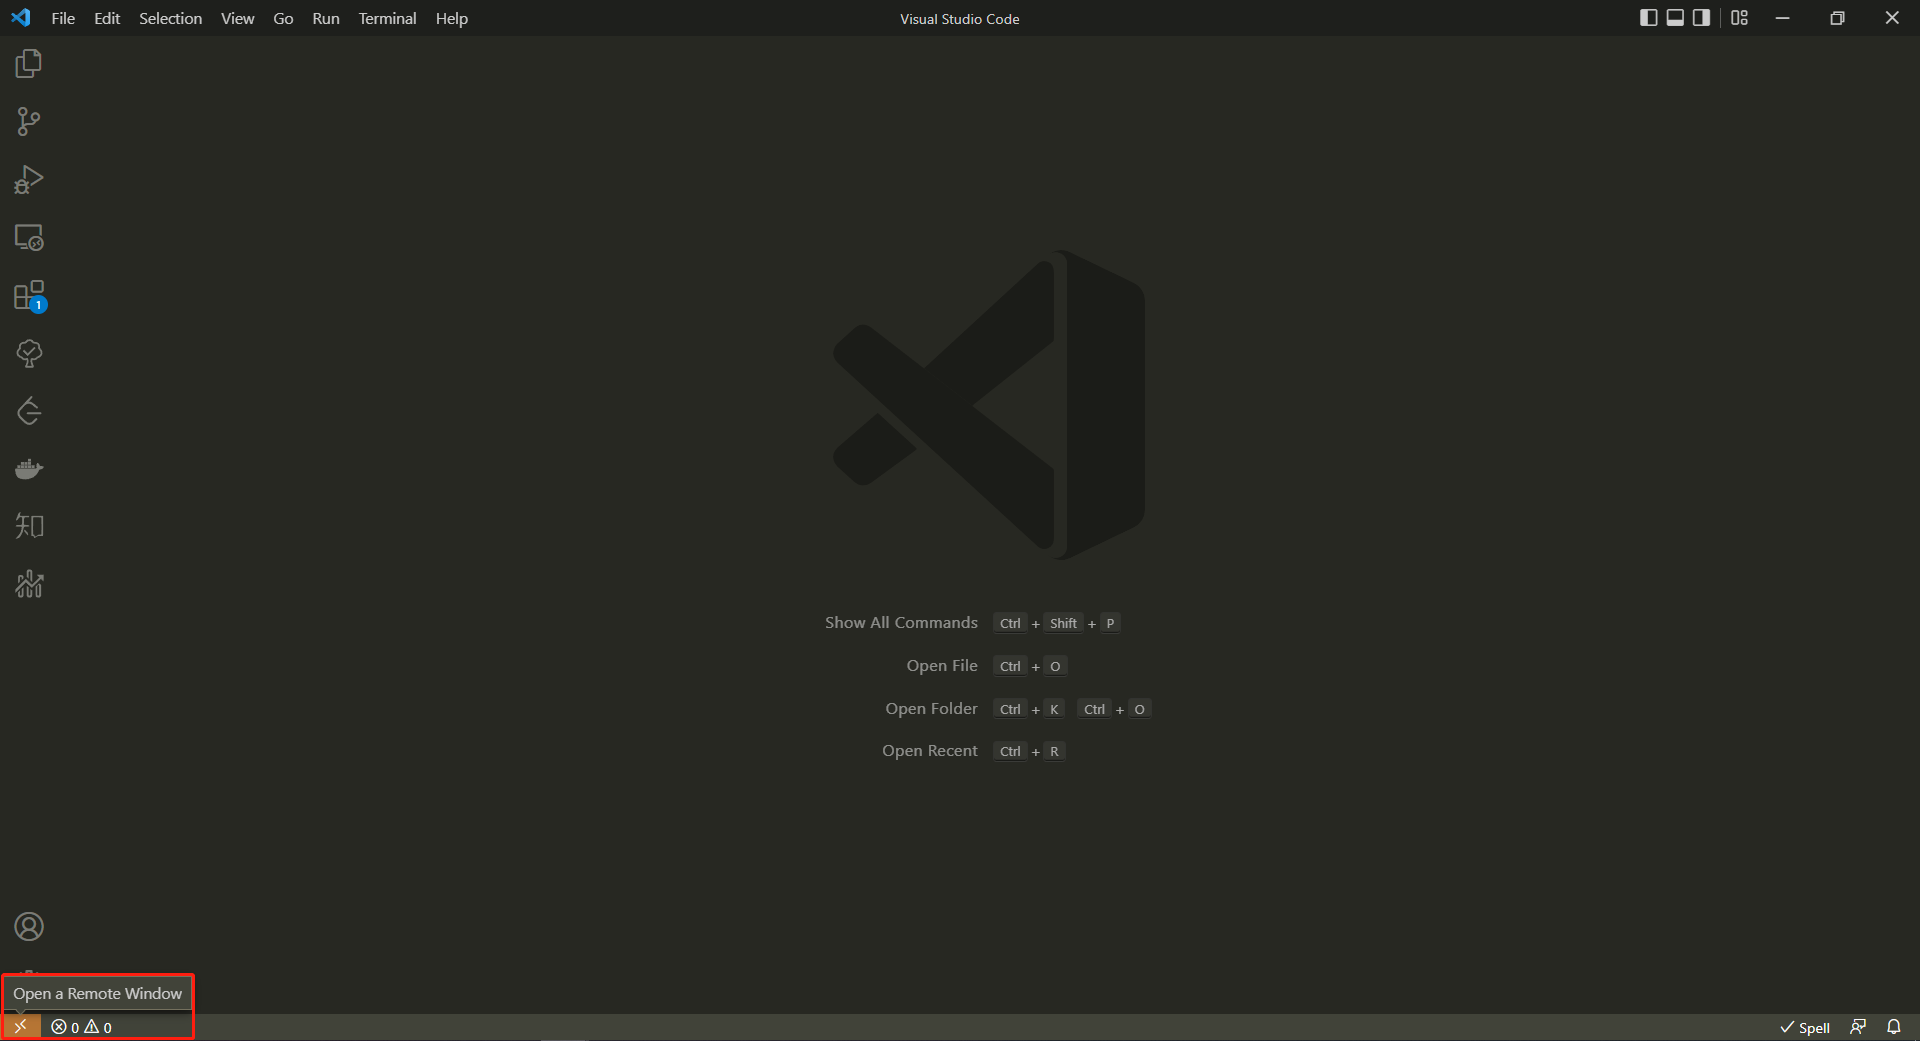 File Edit Selection View Go Run Terminal Help
Visual Studio Code
1
知
Show All Commands Ctrl + Shift + P
Open File Ctrl + O
Open Folder Ctrl + K Ctrl + O
Open Recent Ctrl + R
Open a Remote Window
0 0
Spell